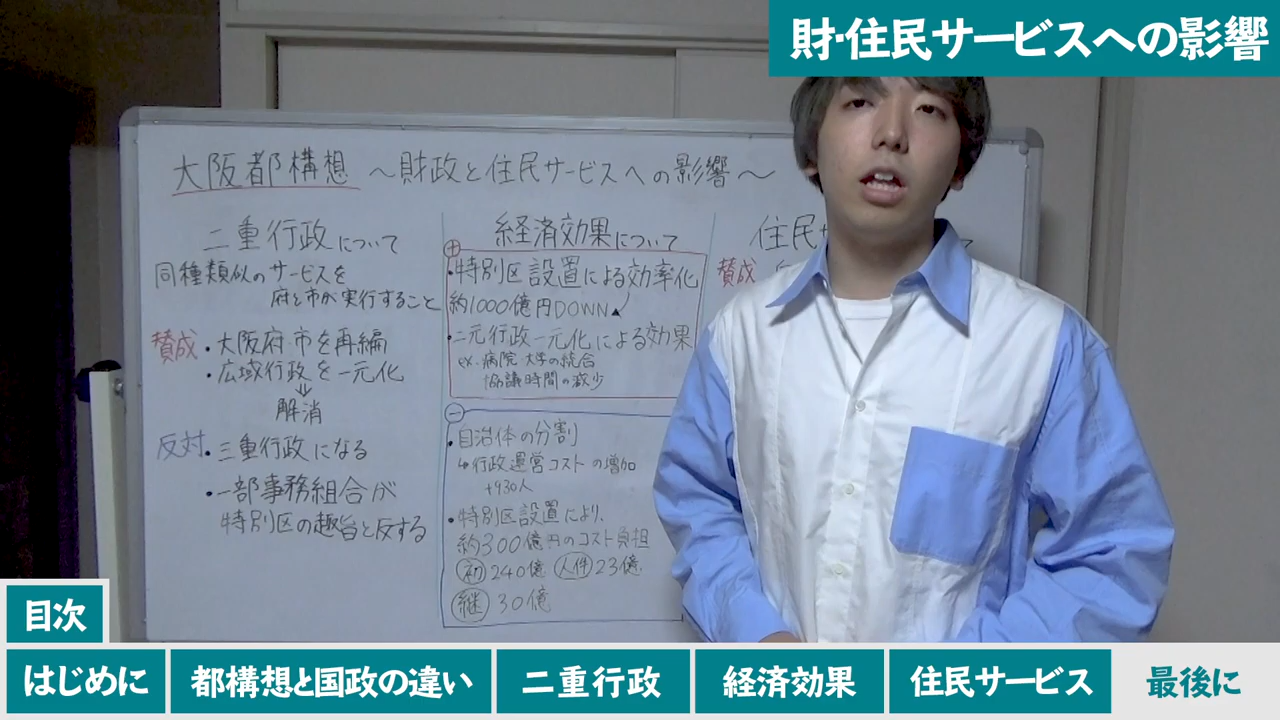 財・住民サービスへの影響
大阪都構想 ～財政と住民サービスへの影響～
二重行政について
同種類似のサービスを
府と市が実行すること
賛成・大阪府市を再編
・広域行政を一元化
↓
解消
反対・三重行政になる
・一部事務組合が
特別区の趣旨と反する
経済効果について
＋
・特別区設置による効率化
約1000億円DOWN▲
・二元行政一元化による効果
ex. 病院 大学の統合
協議時間の減少
－
・自治体の分割
↳行政運営コストの増加
+930人
・特別区設置により、
約300億円のコスト負担
初 240億 人件 23億
継 30億
住民
賛成
目次
はじめに
都構想と国政の違い
二重行政
経済効果
住民サービス
最後に